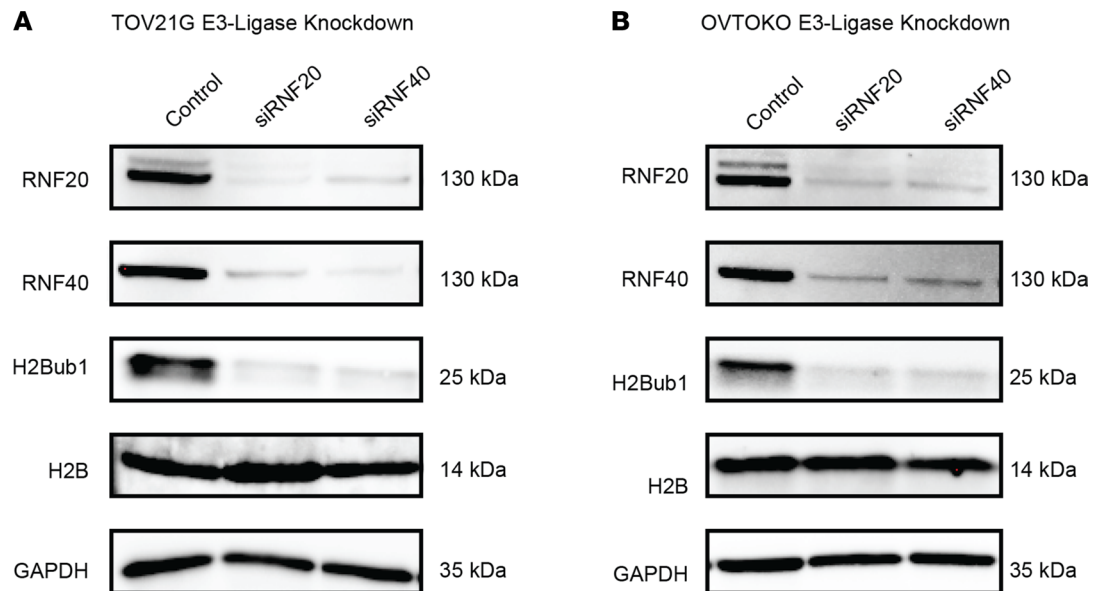 A TOV21G E3-Ligase Knockdown
Control siRNF20 siRNF40
RNF20 130 kDa
RNF40 130 kDa
H2Bub1 25 kDa
H2B 14 kDa
GAPDH 35 kDa
B OVTOKO E3-Ligase Knockdown
Control siRNF20 siRNF40
RNF20 130 kDa
RNF40 130 kDa
H2Bub1 25 kDa
H2B 14 kDa
GAPDH 35 kDa